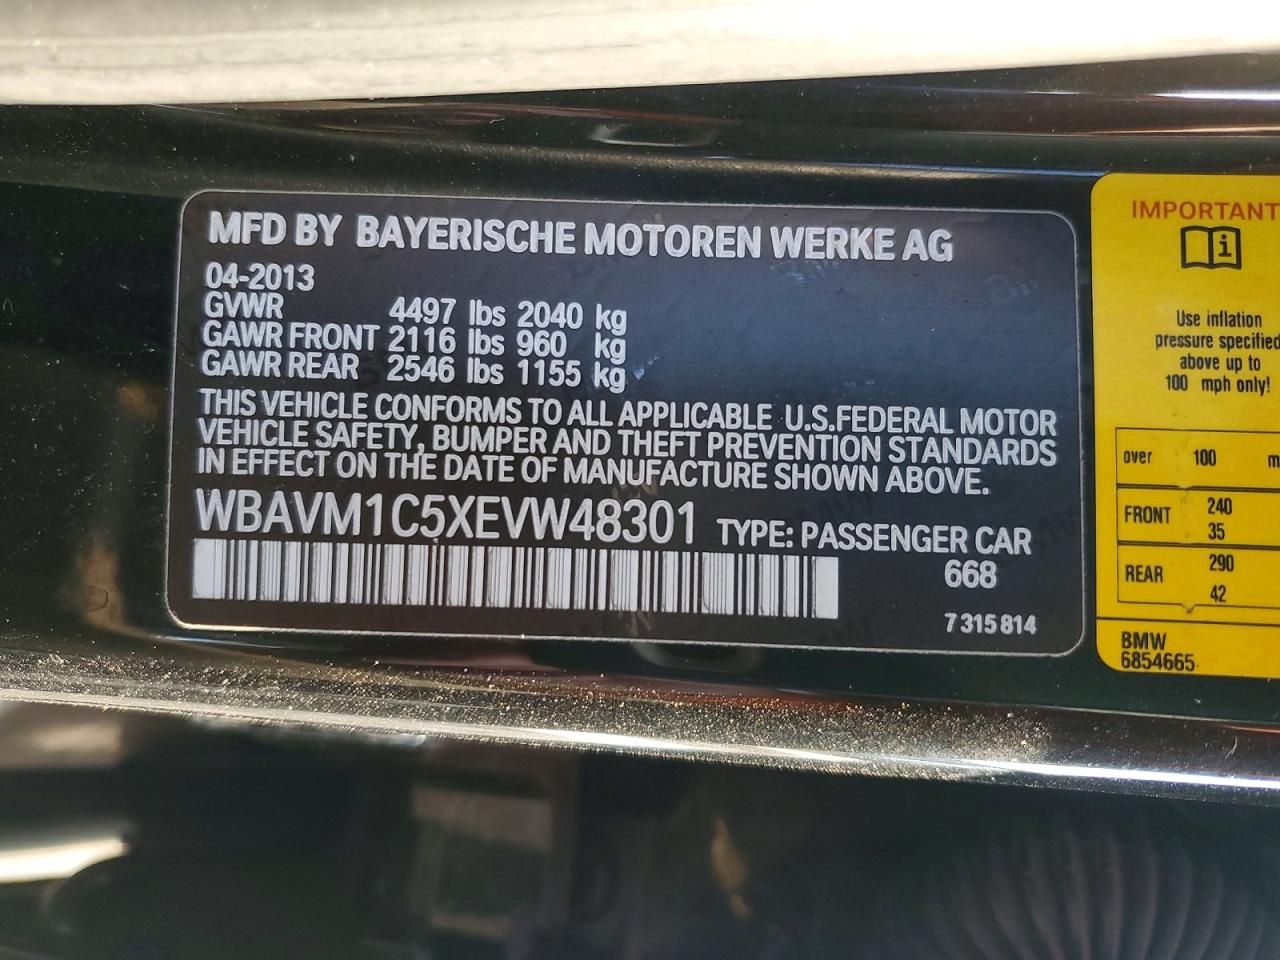 MFD BY BAYERISCHE MOTOREN WERKE AG
04-2013
GVWR 4497 lbs 2040 kg
GAWR FRONT 2116 lbs 960 kg
GAWR REAR 2546 lbs 1155 kg
THIS VEHICLE CONFORMS TO ALL APPLICABLE U.S.FEDERAL MOTOR
VEHICLE SAFETY, BUMPER AND THEFT PREVENTION STANDARDS
IN EFFECT ON THE DATE OF MANUFACTURE SHOWN ABOVE.
WBAVM1C5XEVW48301 TYPE: PASSENGER CAR
668
7 315 814
IMPORTANT
Use inflation
pressure specified
above up to
100 mph only!
over 100 m
FRONT 240
35
REAR 290
42
BMW
6854665